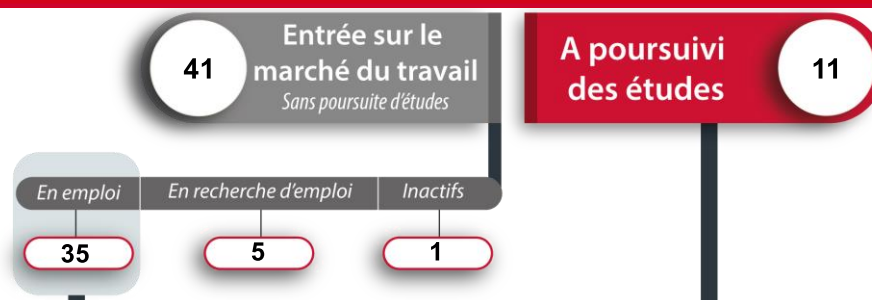 41
Entrée sur le
marché du travail
Sans poursuite d'études
A poursuivi
des études
11
En emploi
En recherche d'emploi
Inactifs
35
5
1